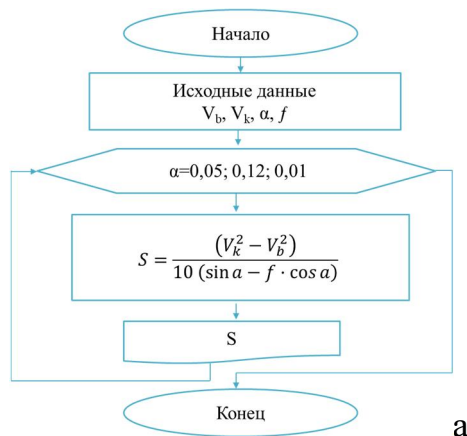 Начало
Исходные данные
V_b, V_k, α, f
α=0,05; 0,12; 0,01
S = (V_k^2 − V_b^2) / 10 (sin a − f · cos a)
S
Конец
a